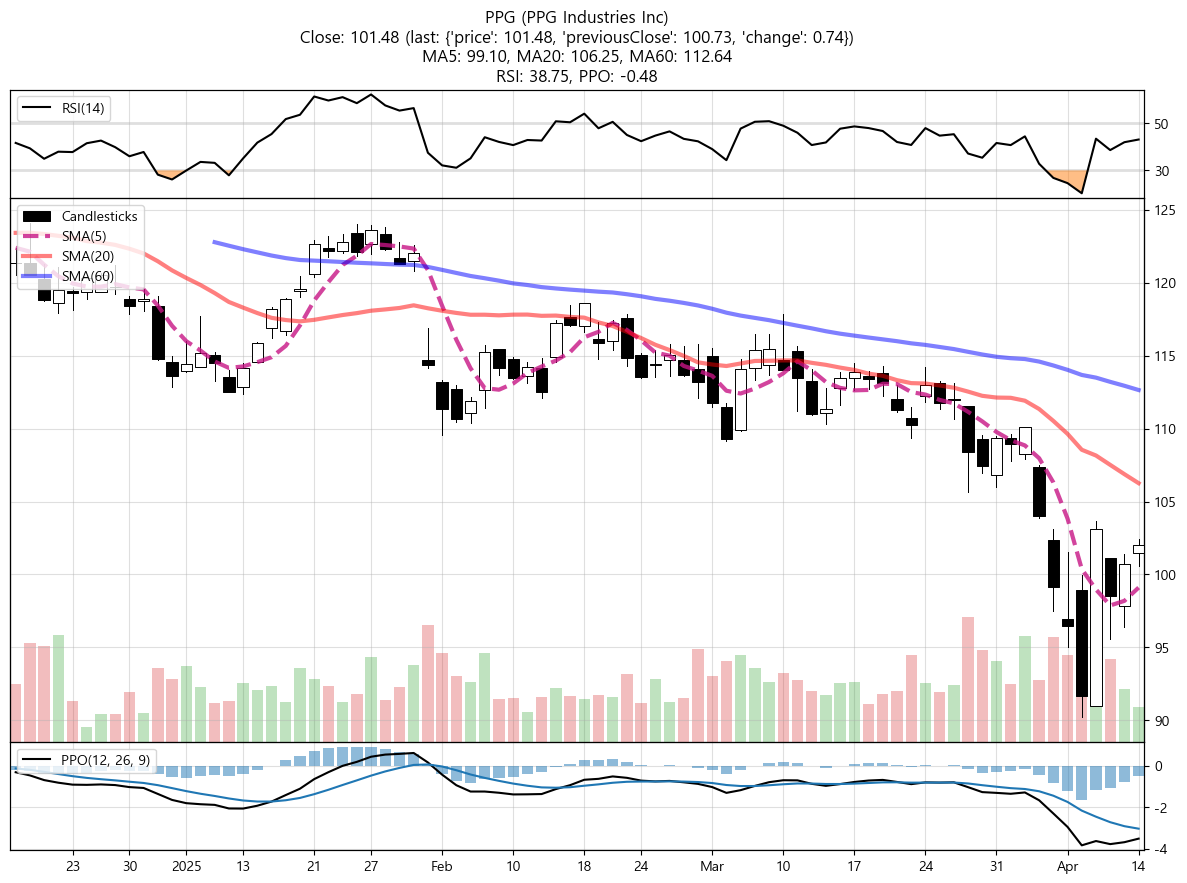 PPG (PPG Industries Inc)
Close: 101.48 (last: {'price': 101.48, 'previousClose': 100.73, 'change': 0.74})
MA5: 99.10, MA20: 106.25, MA60: 112.64
RSI: 38.75, PPO: -0.48
RSI(14)
50
30
Candlesticks
SMA(5)
SMA(20)
SMA(60)
125
120
115
110
105
100
95
90
PPO(12, 26, 9)
0
-2
-4
23 30 2025 13 21 27 Feb 10 18 24 Mar 10 17 24 31 Apr 14